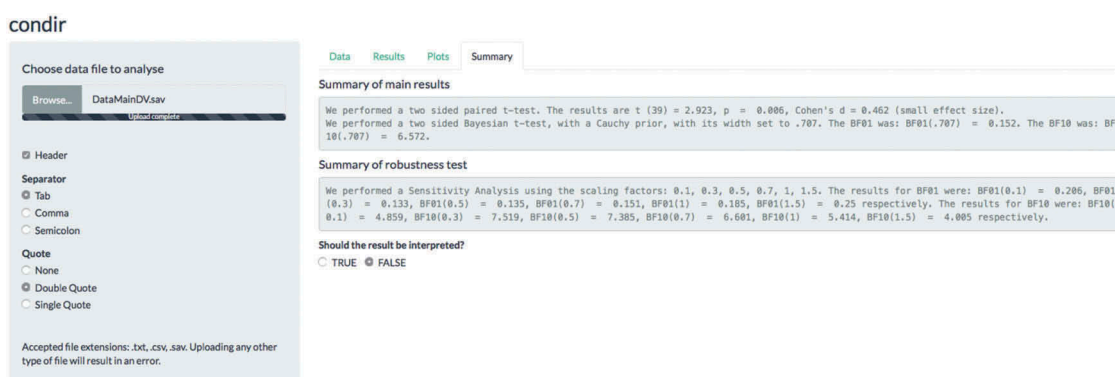 condir
Choose data file to analyse
Browse...
DataMainDV.sav
Upload complete
Header
Separator
Tab
Comma
Semicolon
Quote
None
Double Quote
Single Quote
Accepted file extensions: .txt, .csv, .sav. Uploading any other
type of file will result in an error.
Data Results Plots Summary
Summary of main results
We performed a two sided paired t-test. The results are t (39) = 2.923, p = 0.006, Cohen's d = 0.462 (small effect size).
We performed a two sided Bayesian t-test, with a Cauchy prior, with its width set to .707. The BF01 was: BF01(.707) = 0.152. The BF10 was: BF
10(.707) = 6.572.
Summary of robustness test
We performed a Sensitivity Analysis using the scaling factors: 0.1, 0.3, 0.5, 0.7, 1, 1.5. The results for BF01 were: BF01(0.1) = 0.206, BF01
(0.3) = 0.133, BF01(0.5) = 0.135, BF01(0.7) = 0.151, BF01(1) = 0.185, BF01(1.5) = 0.25 respectively. The results for BF10 were: BF10(
0.1) = 4.859, BF10(0.3) = 7.519, BF10(0.5) = 7.385, BF10(0.7) = 6.601, BF10(1) = 5.414, BF10(1.5) = 4.005 respectively.
Should the result be interpreted?
TRUE FALSE